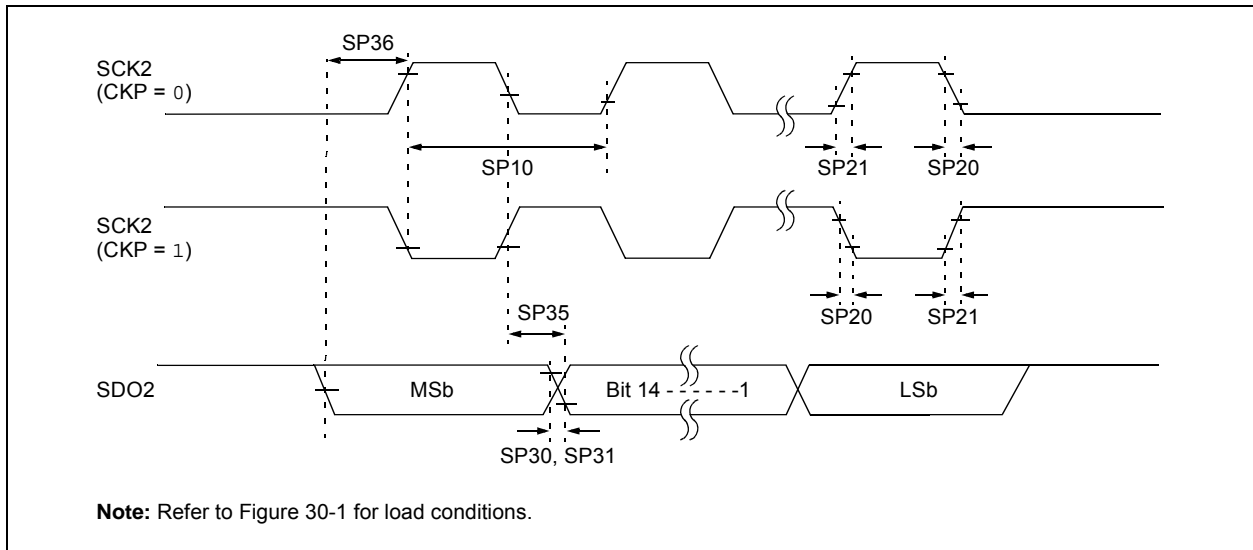 SP36
SCK2
(CKP = 0)
SP10
SP21
SP20
SCK2
(CKP = 1)
SP35
SP20
SP21
SDO2
MSb
Bit 14 - - - - - -1
LSb
SP30, SP31
Note: Refer to Figure 30-1 for load conditions.